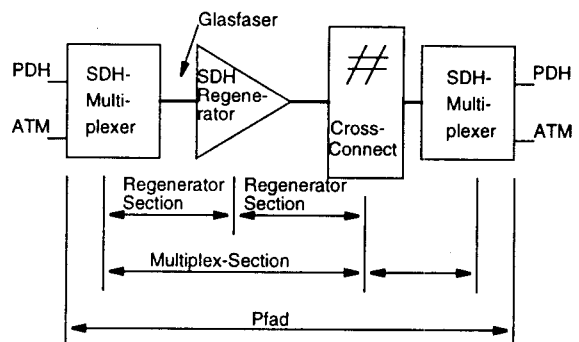 Glasfaser
PDH
ATM
SDH-
Multi-
plexer
SDH
Regene-
rator
Cross-
Connect
SDH-
Multi-
plexer
PDH
ATM
Regenerator
Section
Regenerator
Section
Multiplex-Section
Pfad